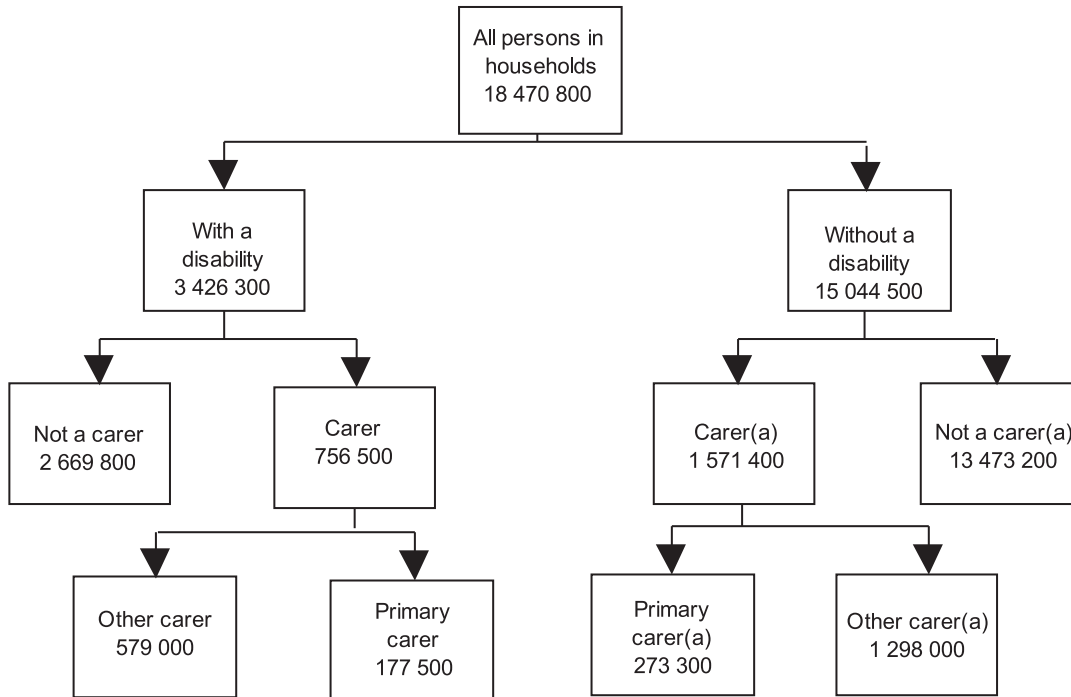 All persons in
households
18 470 800
With a
disability
3 426 300
Without a
disability
15 044 500
Not a carer
2 669 800
Carer
756 500
Carer(a)
1 571 400
Not a carer(a)
13 473 200
Other carer
579 000
Primary
carer
177 500
Primary
carer(a)
273 300
Other carer(a)
1 298 000